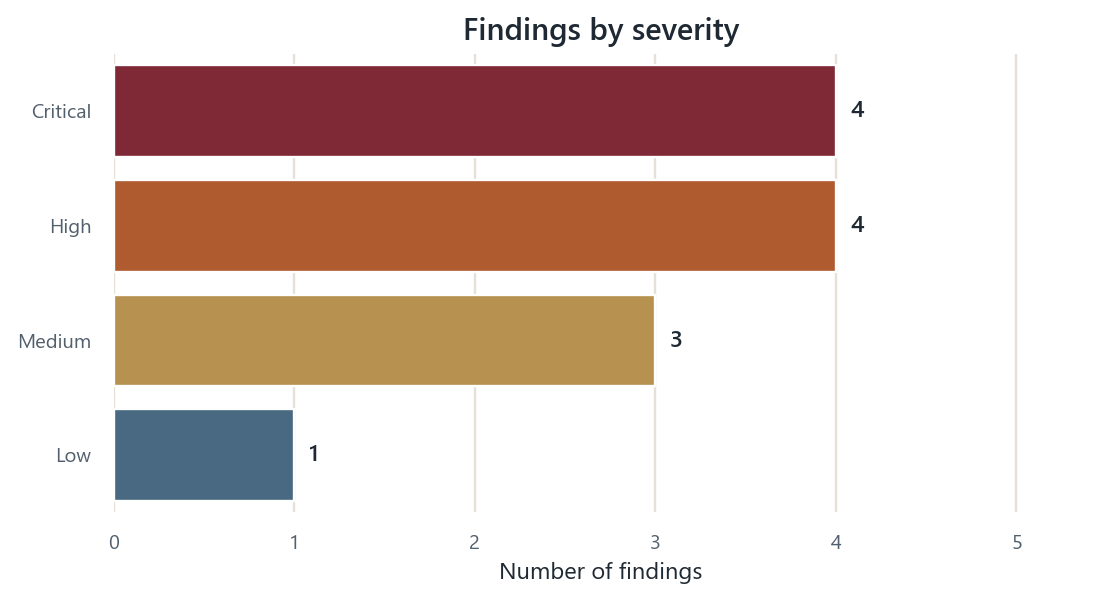 Findings by severity
Critical 4
High 4
Medium 3
Low 1
0 1 2 3 4 5
Number of findings